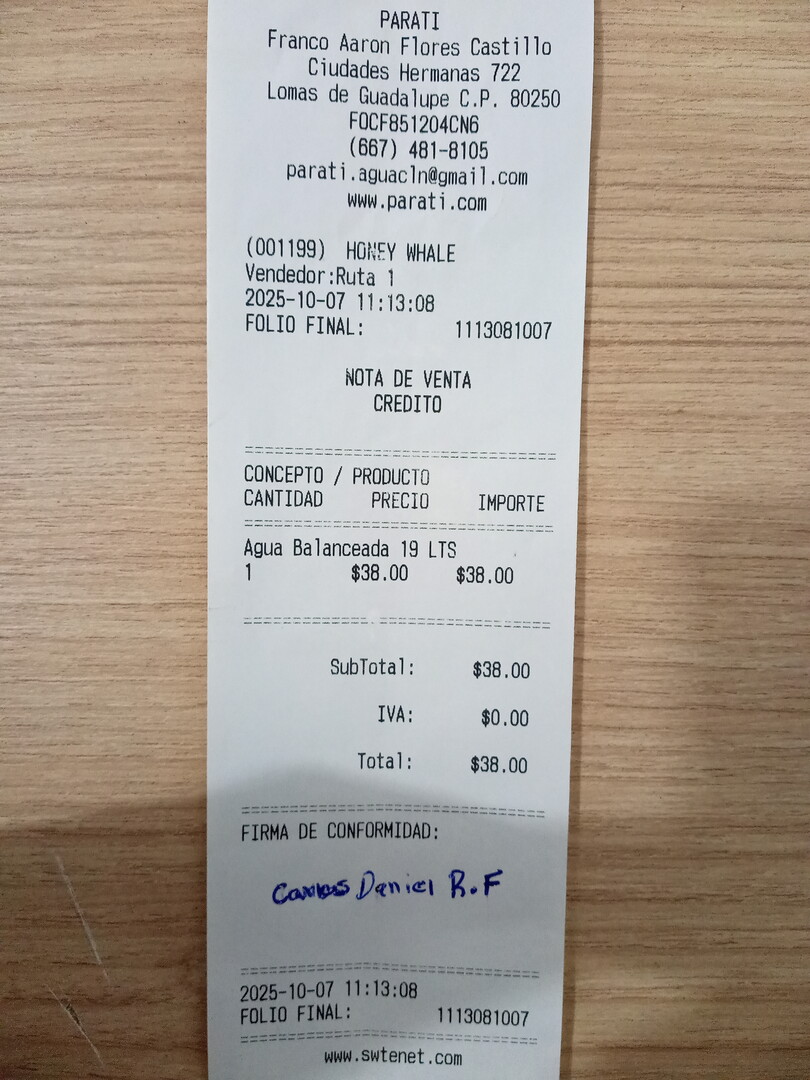 PARATI
Franco Aaron Flores Castillo
Ciudades Hermanas 722
Lomas de Guadalupe C.P. 80250
FOCF851204CN6
(667) 481-8105
parati.aguacln@gmail.com
www.parati.com
(001199) HONEY WHALE
Vendedor:Ruta 1
2025-10-07 11:13:08
FOLIO FINAL: 1113081007
NOTA DE VENTA
CREDITO
CONCEPTO / PRODUCTO
CANTIDAD PRECIO IMPORTE
Agua Balanceada 19 LTS
1 $38.00 $38.00
SubTotal: $38.00
IVA: $0.00
Total: $38.00
FIRMA DE CONFORMIDAD:
Carlos Daniel R.F
2025-10-07 11:13:08
FOLIO FINAL: 1113081007
www.swtenet.com